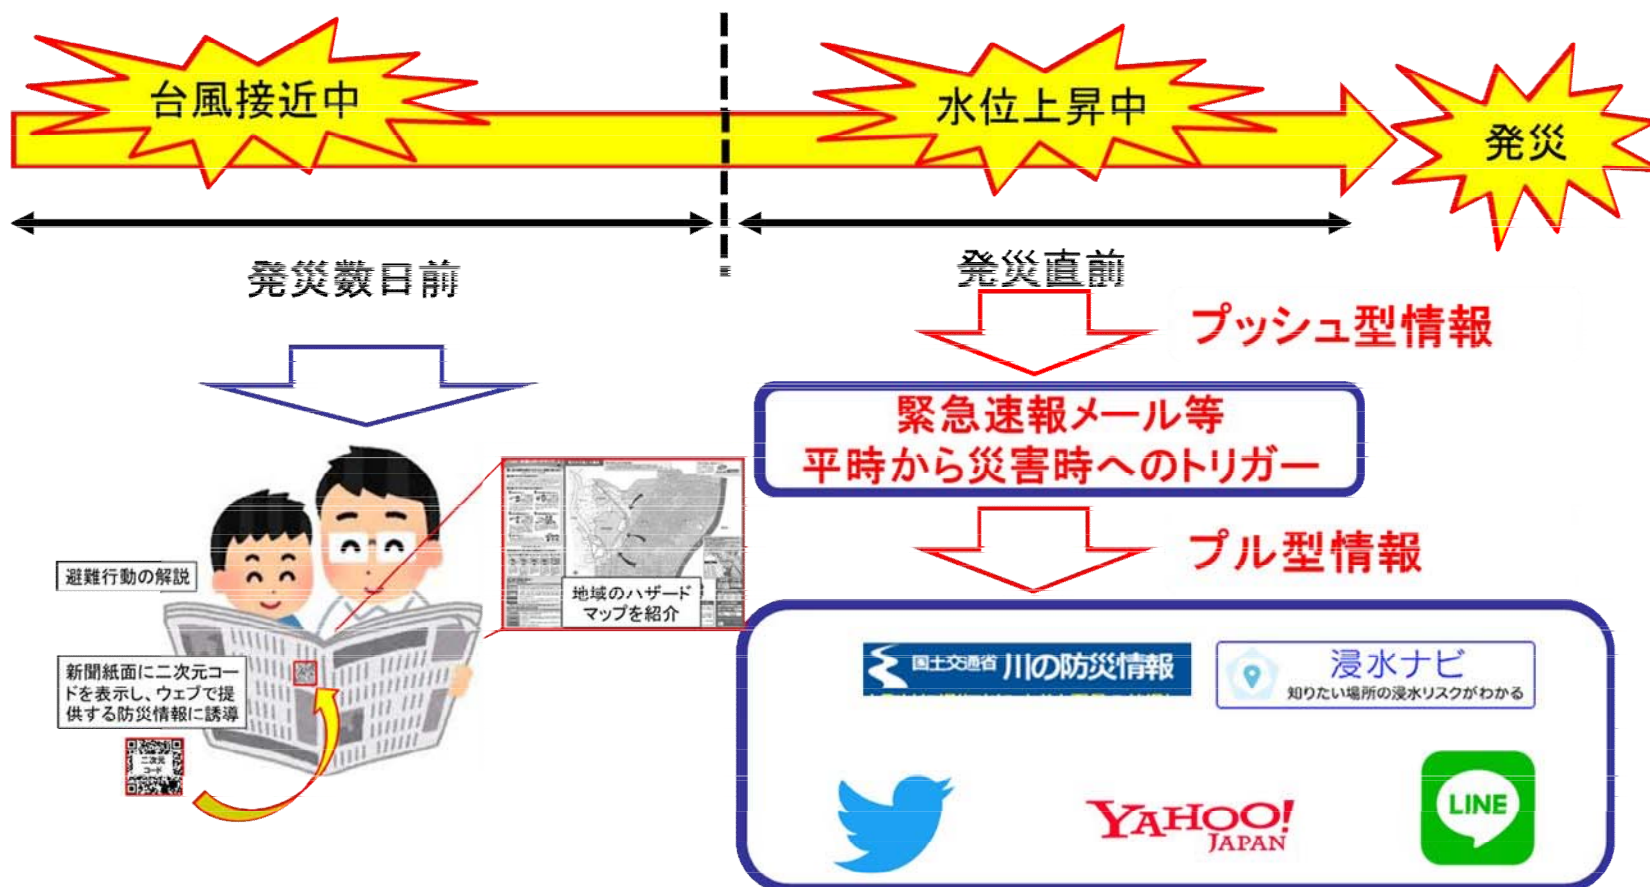 台風接近中
水位上昇中
発災
発災数日前
発災直前
プッシュ型情報
緊急速報メール等
平時から災害時へのトリガー
プル型情報
避難行動の解説
地域のハザード
マップを紹介
新聞紙面に二次元コー
ドを表示し、ウェブで提
供する防災情報に誘導
二次元
コード
国土交通省 川の防災情報
浸水ナビ
知りたい場所の浸水リスクがわかる
YAHOO!
JAPAN
LINE